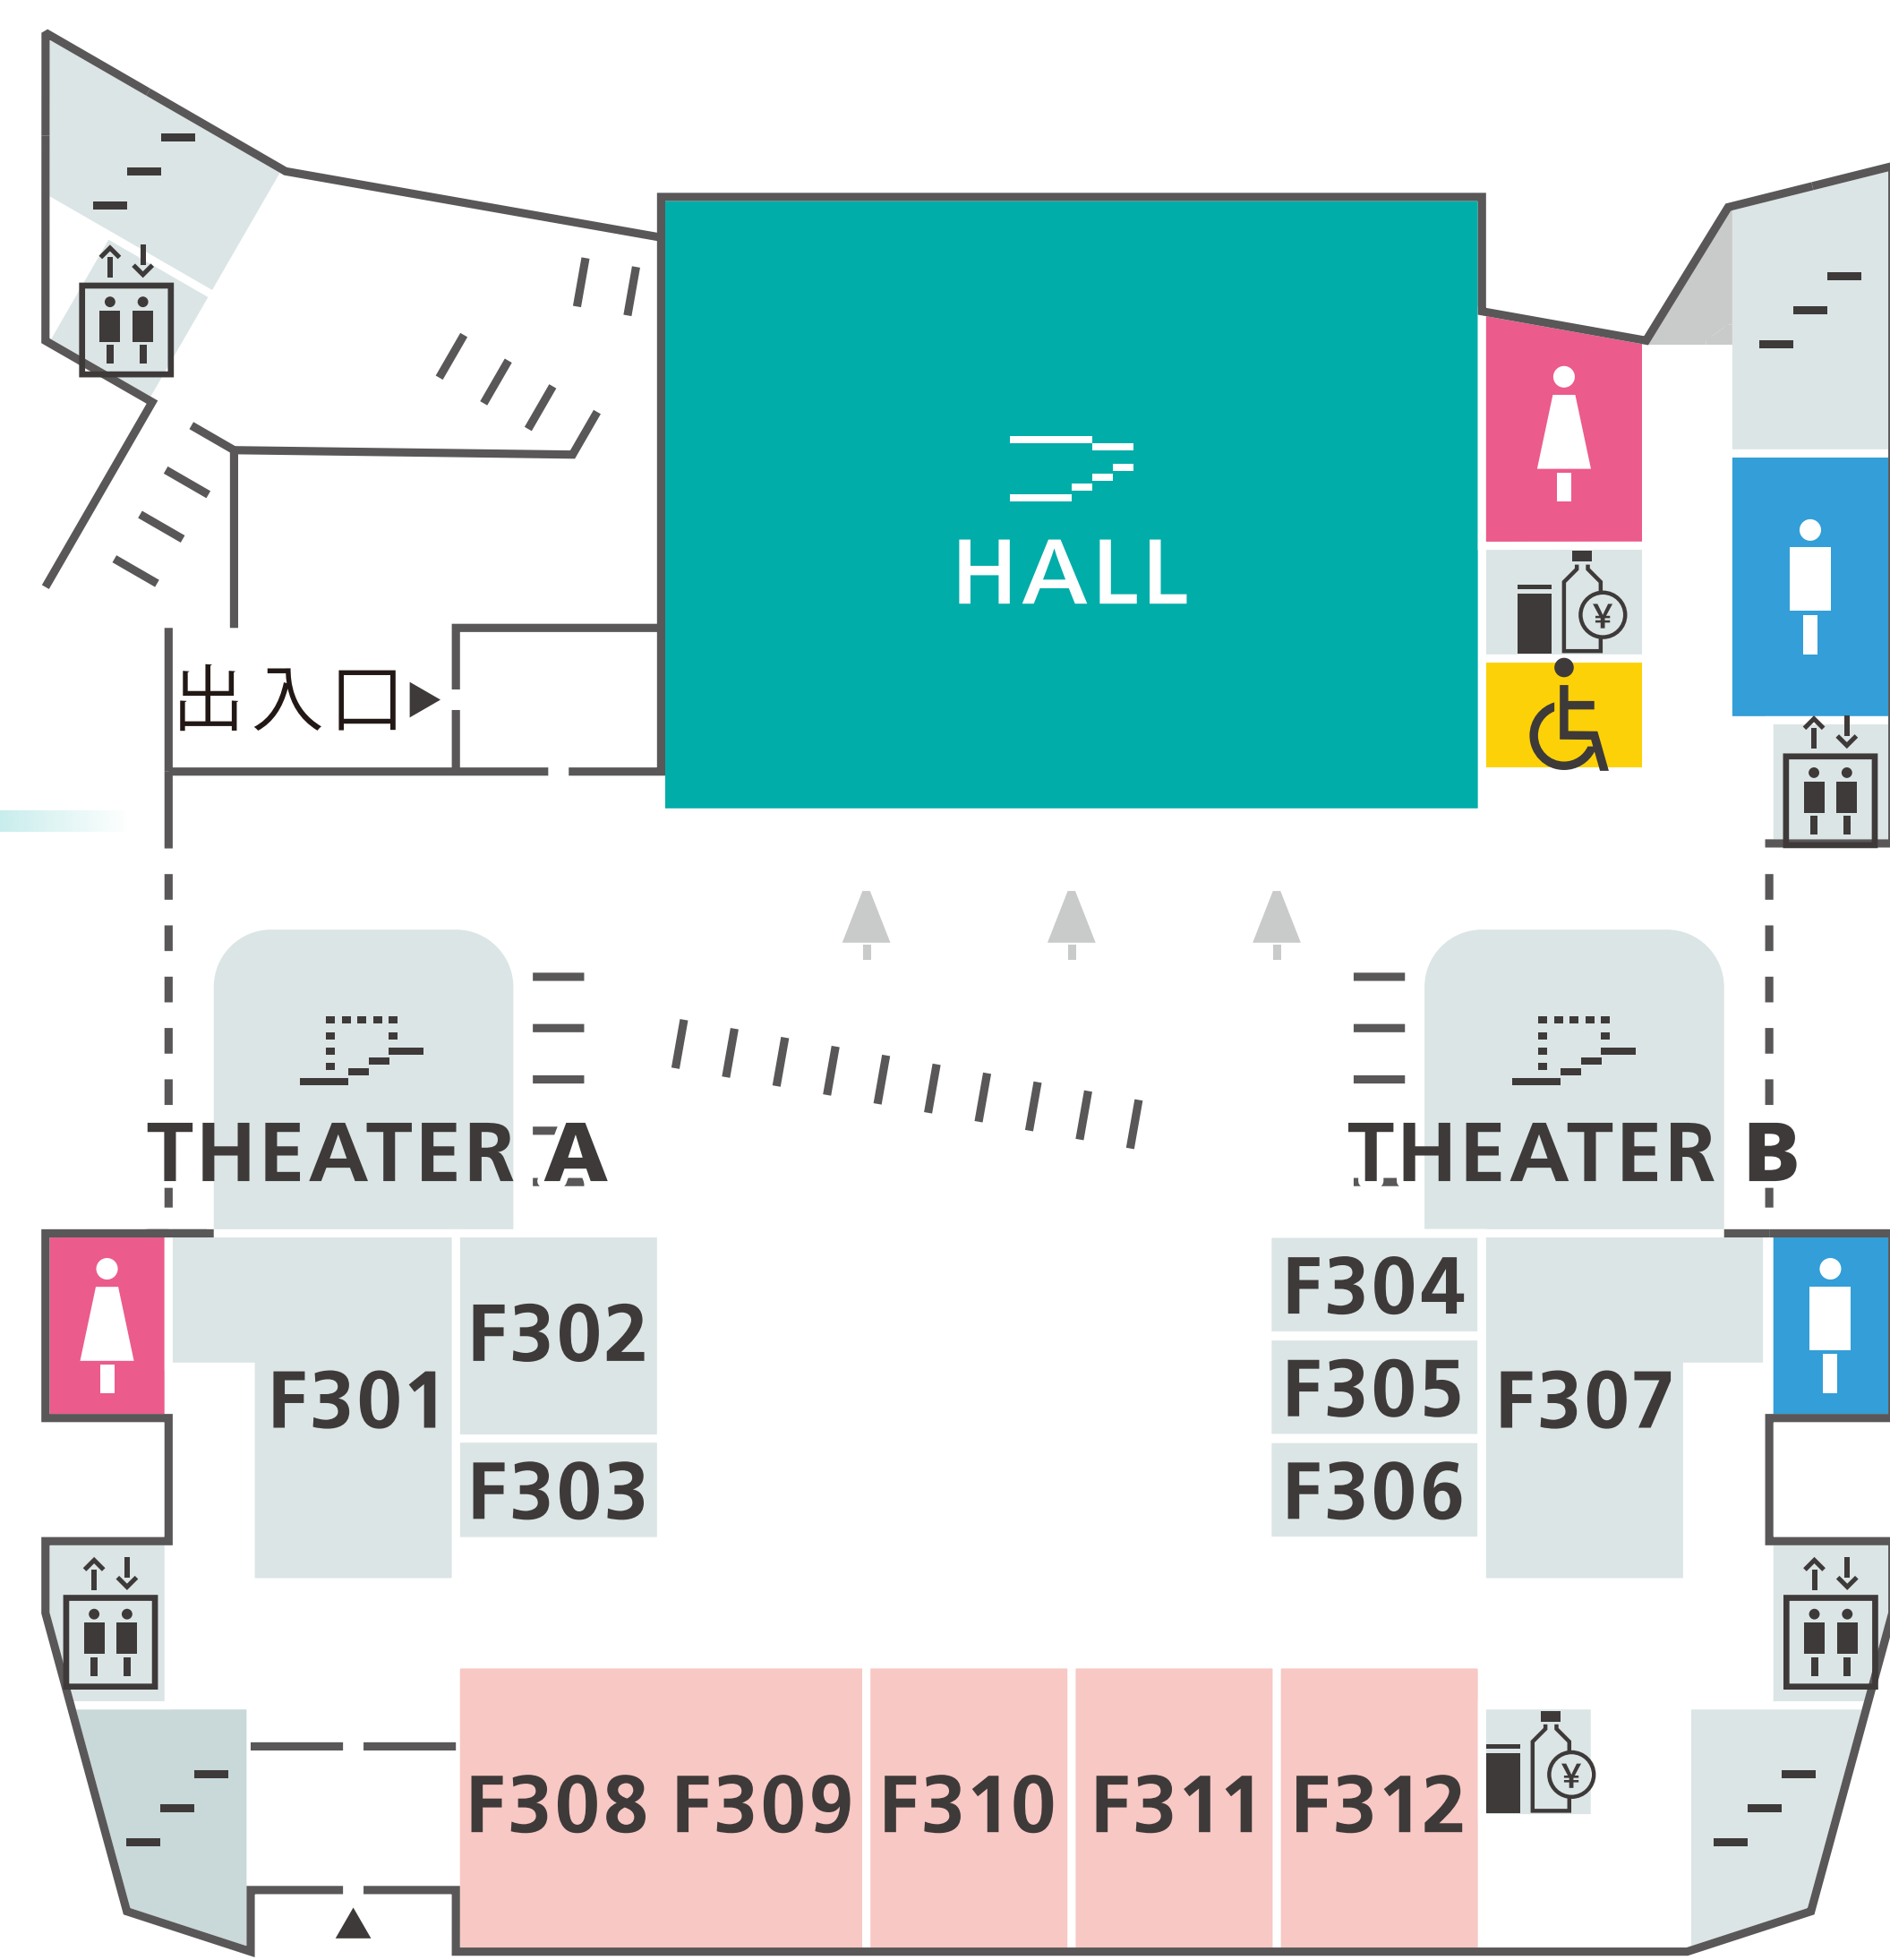 HALL
¥
出入口
THEATER A
THEATER B
F304
F302
F305
F301
F307
F303
F306
¥
F308 F309 F310 F311 F312